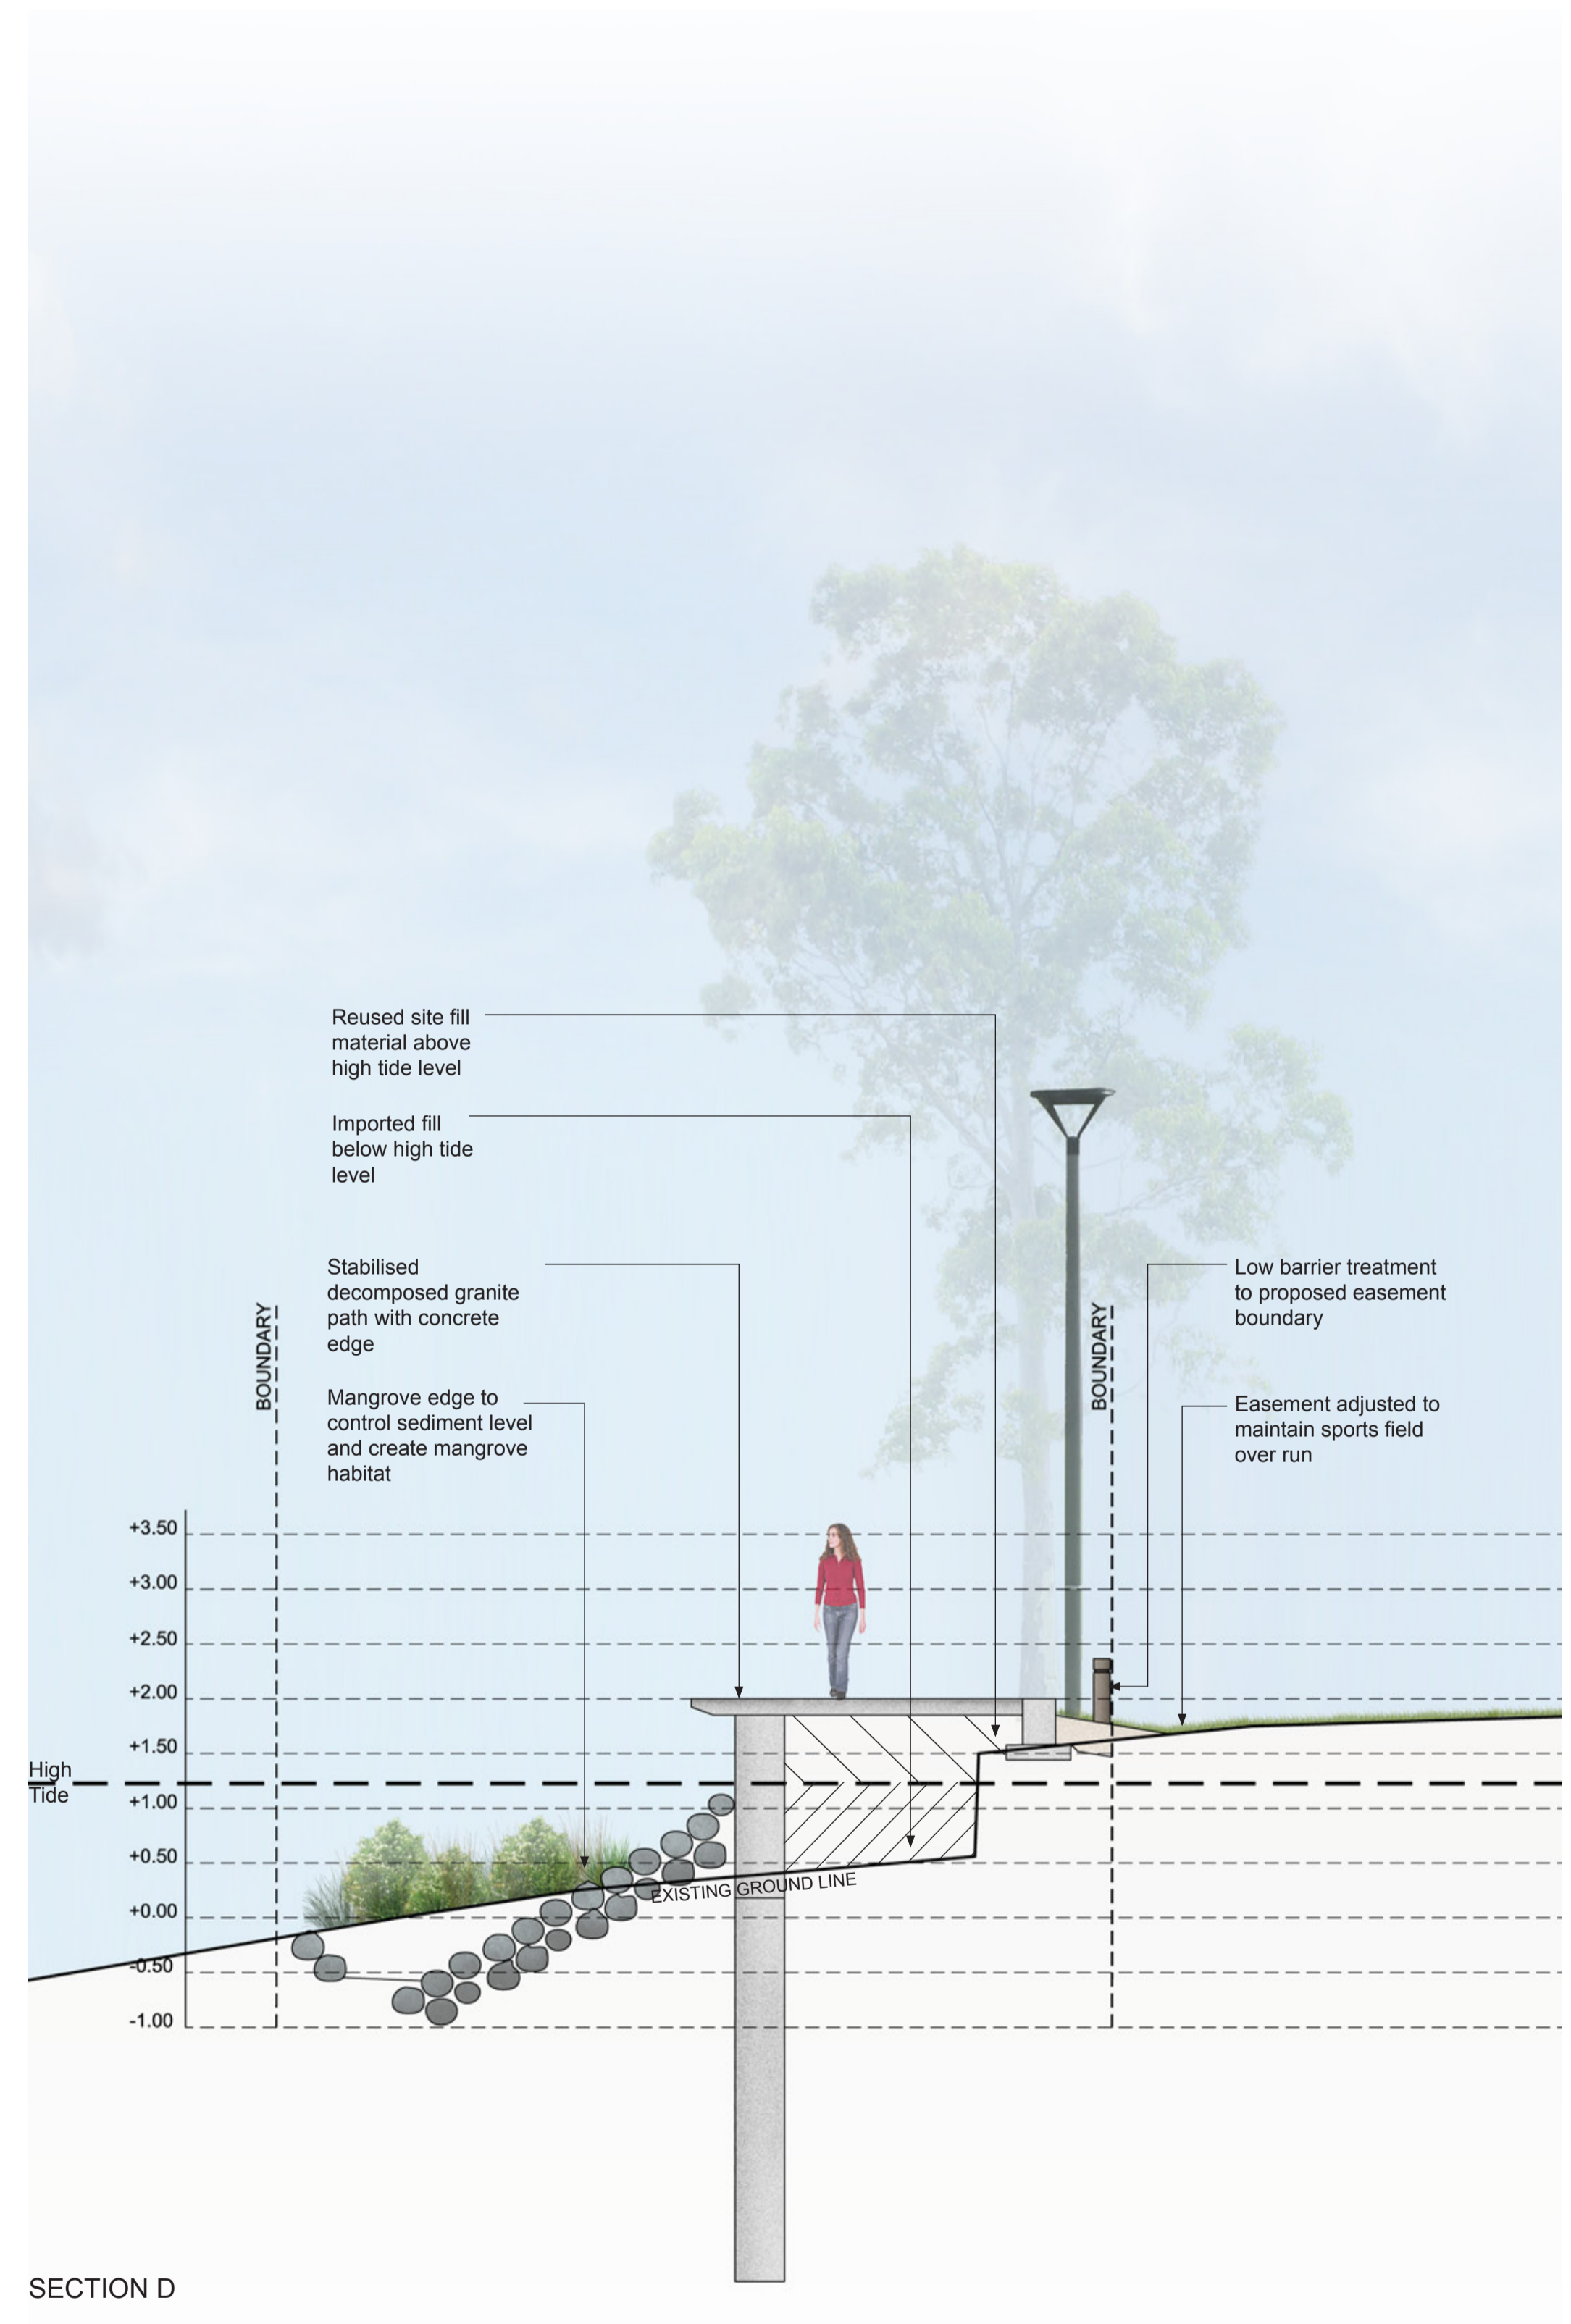 Reused site fill
material above
high tide level
Imported fill
below high tide
level
Stabilised
decomposed granite
path with concrete
edge
Mangrove edge to
control sediment level
and create mangrove
habitat
Low barrier treatment
to proposed easement
boundary
Easement adjusted to
maintain sports field
over run
BOUNDARY
BOUNDARY
+3.50
+3.00
+2.50
+2.00
+1.50
High
Tide
+1.00
+0.50
EXISTING GROUND LINE
+0.00
-0.50
-1.00
SECTION D